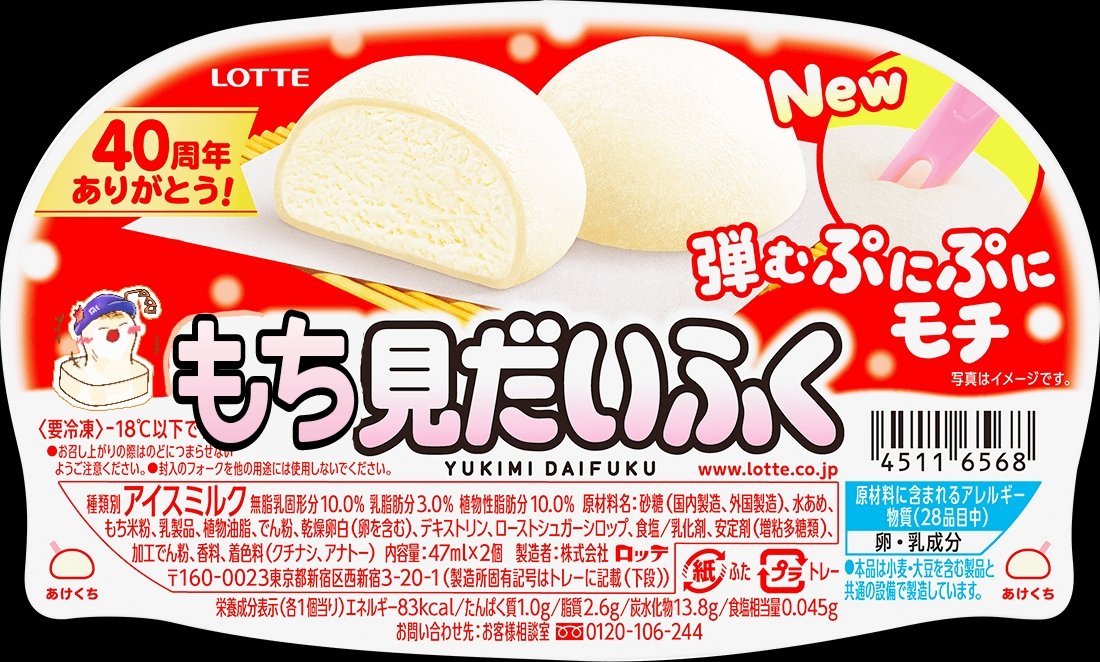 LOTTE
40周年
ありがとう!
New
弾むぷにぷに
モチ
写真はイメージです。
もち見だいふく
YUKIMI DAIFUKU
www.lotte.co.jp
4511 6568
〈要冷凍〉-18℃以下で
●お召し上がりの際はのどにつまらせない
ようご注意ください。●封入のフォークを他の用途には使用しないでください。
種類別 アイスミルク 無脂乳固形分10.0% 乳脂肪分3.0% 植物性脂肪分10.0% 原材料名:砂糖(国内製造、外国製造)、水あめ、
もち米粉、乳製品、植物油脂、でん粉、乾燥卵白(卵を含む)、デキストリン、ローストシュガーシロップ、食塩/乳化剤、安定剤(増粘多糖類)、
加工でん粉、香料、着色料(クチナシ、アナトー) 内容量:47ml×2個 製造者:株式会社 ロッテ
〒160-0023東京都新宿区西新宿3-20-1(製造所固有記号はトレーに記載(下段))
紙 ふた プラ トレー
原材料に含まれるアレルギー
物質(28品目中)
卵・乳成分
●本品は小麦・大豆を含む製品と
共通の設備で製造しています。
あけくち
あけくち
栄養成分表示(各1個当り)エネルギー83kcal/たんぱく質1.0g/脂質2.6g/炭水化物13.8g/食塩相当量0.045g
お問い合わせ先:お客様相談室 0120-106-244